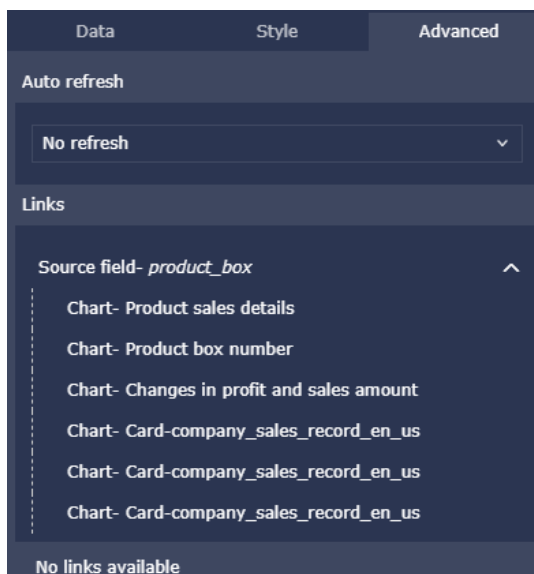 Data Style Advanced
Auto refresh
No refresh
Links
Source field- product_box
Chart- Product sales details
Chart- Product box number
Chart- Changes in profit and sales amount
Chart- Card-company_sales_record_en_us
Chart- Card-company_sales_record_en_us
Chart- Card-company_sales_record_en_us
No links available